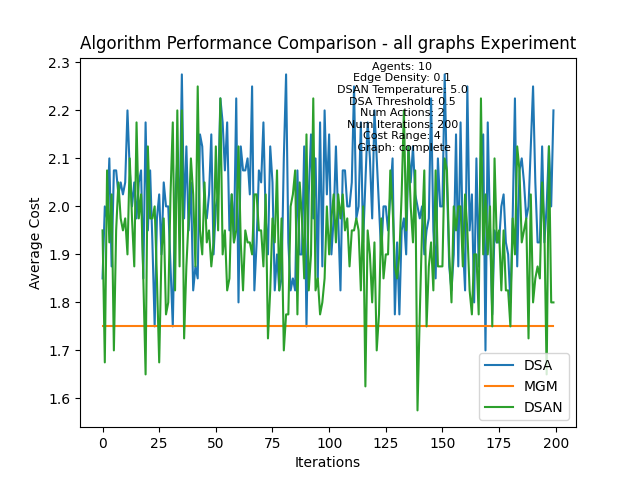 Algorithm Performance Comparison - all graphs Experiment
Agents: 10
Edge Density: 0.1
DSAN Temperature: 5.0
DSA Threshold: 0.5
Num Actions: 2
Num Iterations: 200
Cost Range: 4
Graph: complete
2.3
2.2
2.1
2.0
1.9
1.8
1.7
1.6
Average Cost
0
25
50
75
100
125
150
175
200
Iterations
DSA
MGM
DSAN